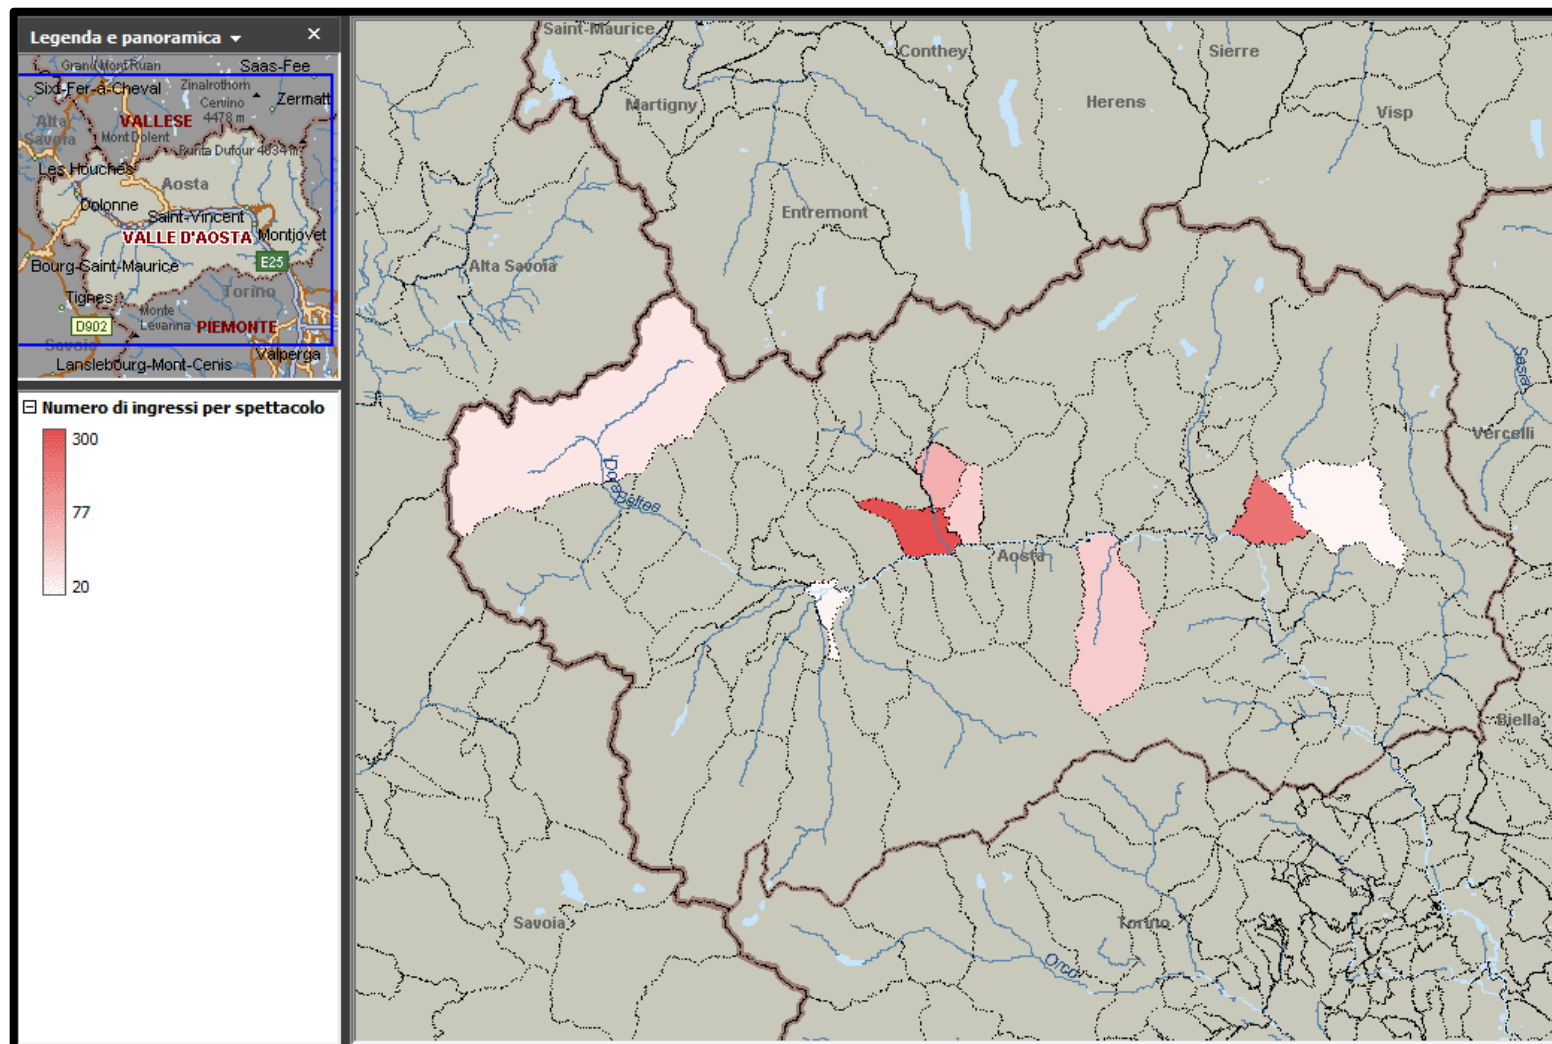 Legenda e panoramica
Grand Mont Ruan
Saas-Fee
Sixt-Fer-à-Cheval
Zinalrothorn
Cervino
4478 m
Zermatt
Alta
Savoia
VALLESE
Mont Dolent
Punta Dufour 4634 m
Les Houches
Aosta
Dolonne
Saint-Vincent
VALLE D'AOSTA
Montjovet
Bourg-Saint-Maurice
E25
Tignes
Torino
Monte
Levanna
D902
PIEMONTE
Savoia
Valperga
Lanslebourg-Mont-Cenis
Numero di ingressi per spettacolo
300
77
20
Saint-Maurice
Conthey
Sierre
Martigny
Herens
Visp
Entremont
Alta Savoia
Sesia
Vercelli
Dora Baltea
Aosta
Biella
Savoia
Torino
Orco